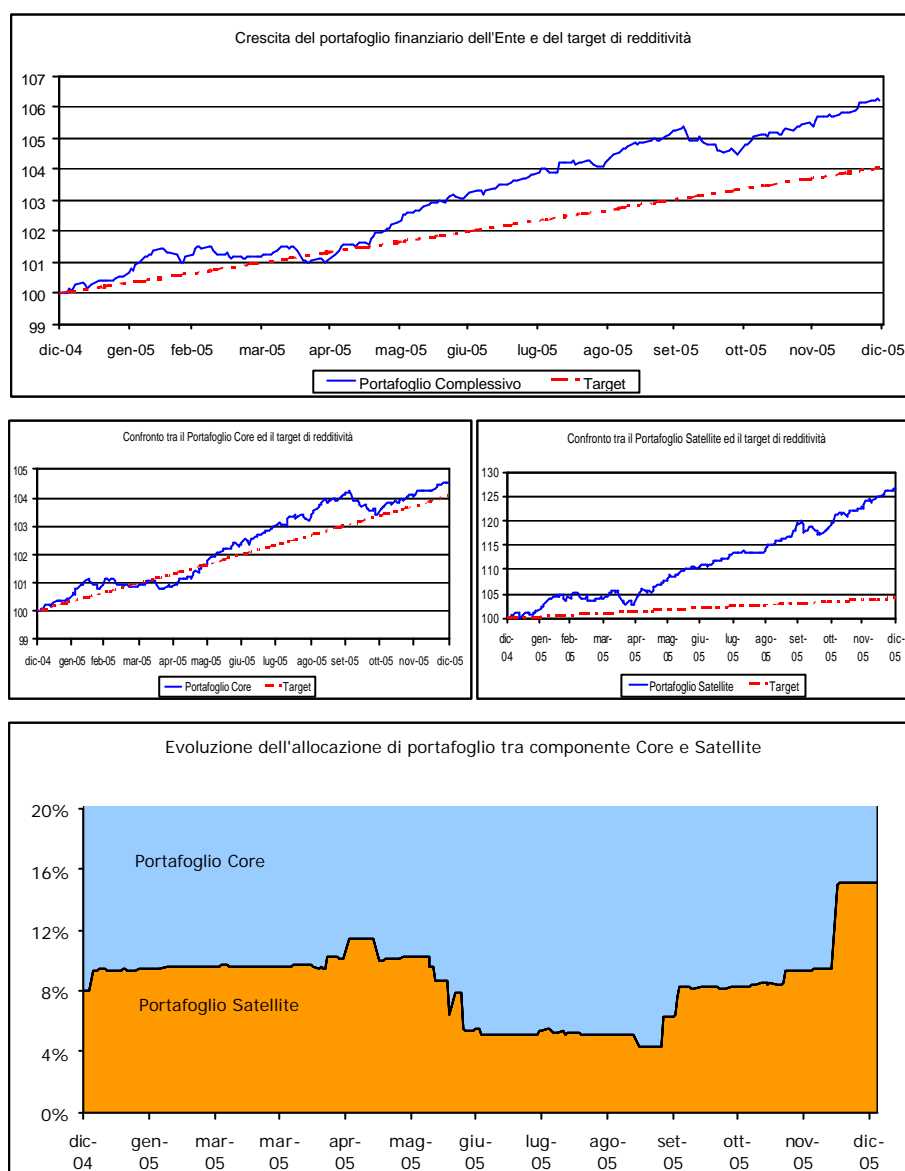 Crescita del portafoglio finanziario dell'Ente e del target di redditività
107
106
105
104
103
102
101
100
99
dic-04 gen-05 feb-05 mar-05 apr-05 mag-05 giu-05 lug-05 ago-05 set-05 ott-05 nov-05 dic-05
Portafoglio Complessivo Target
Confronto tra il Portafoglio Core ed il target di redditività
105
104
103
102
101
100
99
dic-04 gen-05 feb-05 mar-05 apr-05 mag-05 giu-05 lug-05 ago-05 set-05 ott-05 nov-05 dic-05
Portafoglio Core Target
Confronto tra il Portafoglio Satellite ed il target di redditività
130
125
120
115
110
105
100
dic- gen- feb- mar- apr- mag- giu- lug- ago- set- ott- nov- dic-
04 05 05 05 05 05 05 05 05 05 05 05 05
Portafoglio Satellite Target
Evoluzione dell'allocazione di portafoglio tra componente Core e Satellite
20%
16%
12%
8%
4%
0%
Portafoglio Core
Portafoglio Satellite
dic- gen- mar- mar- apr- mag- giu- lug- ago- set- ott- nov- dic-
04 05 05 05 05 05 05 05 05 05 05 05 05